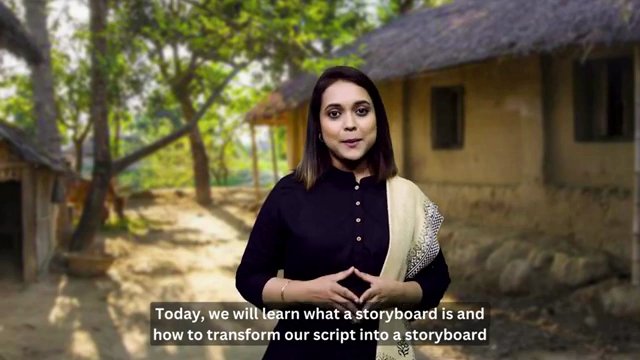 Today, we will learn what a storyboard is and
how to transform our script into a storyboard